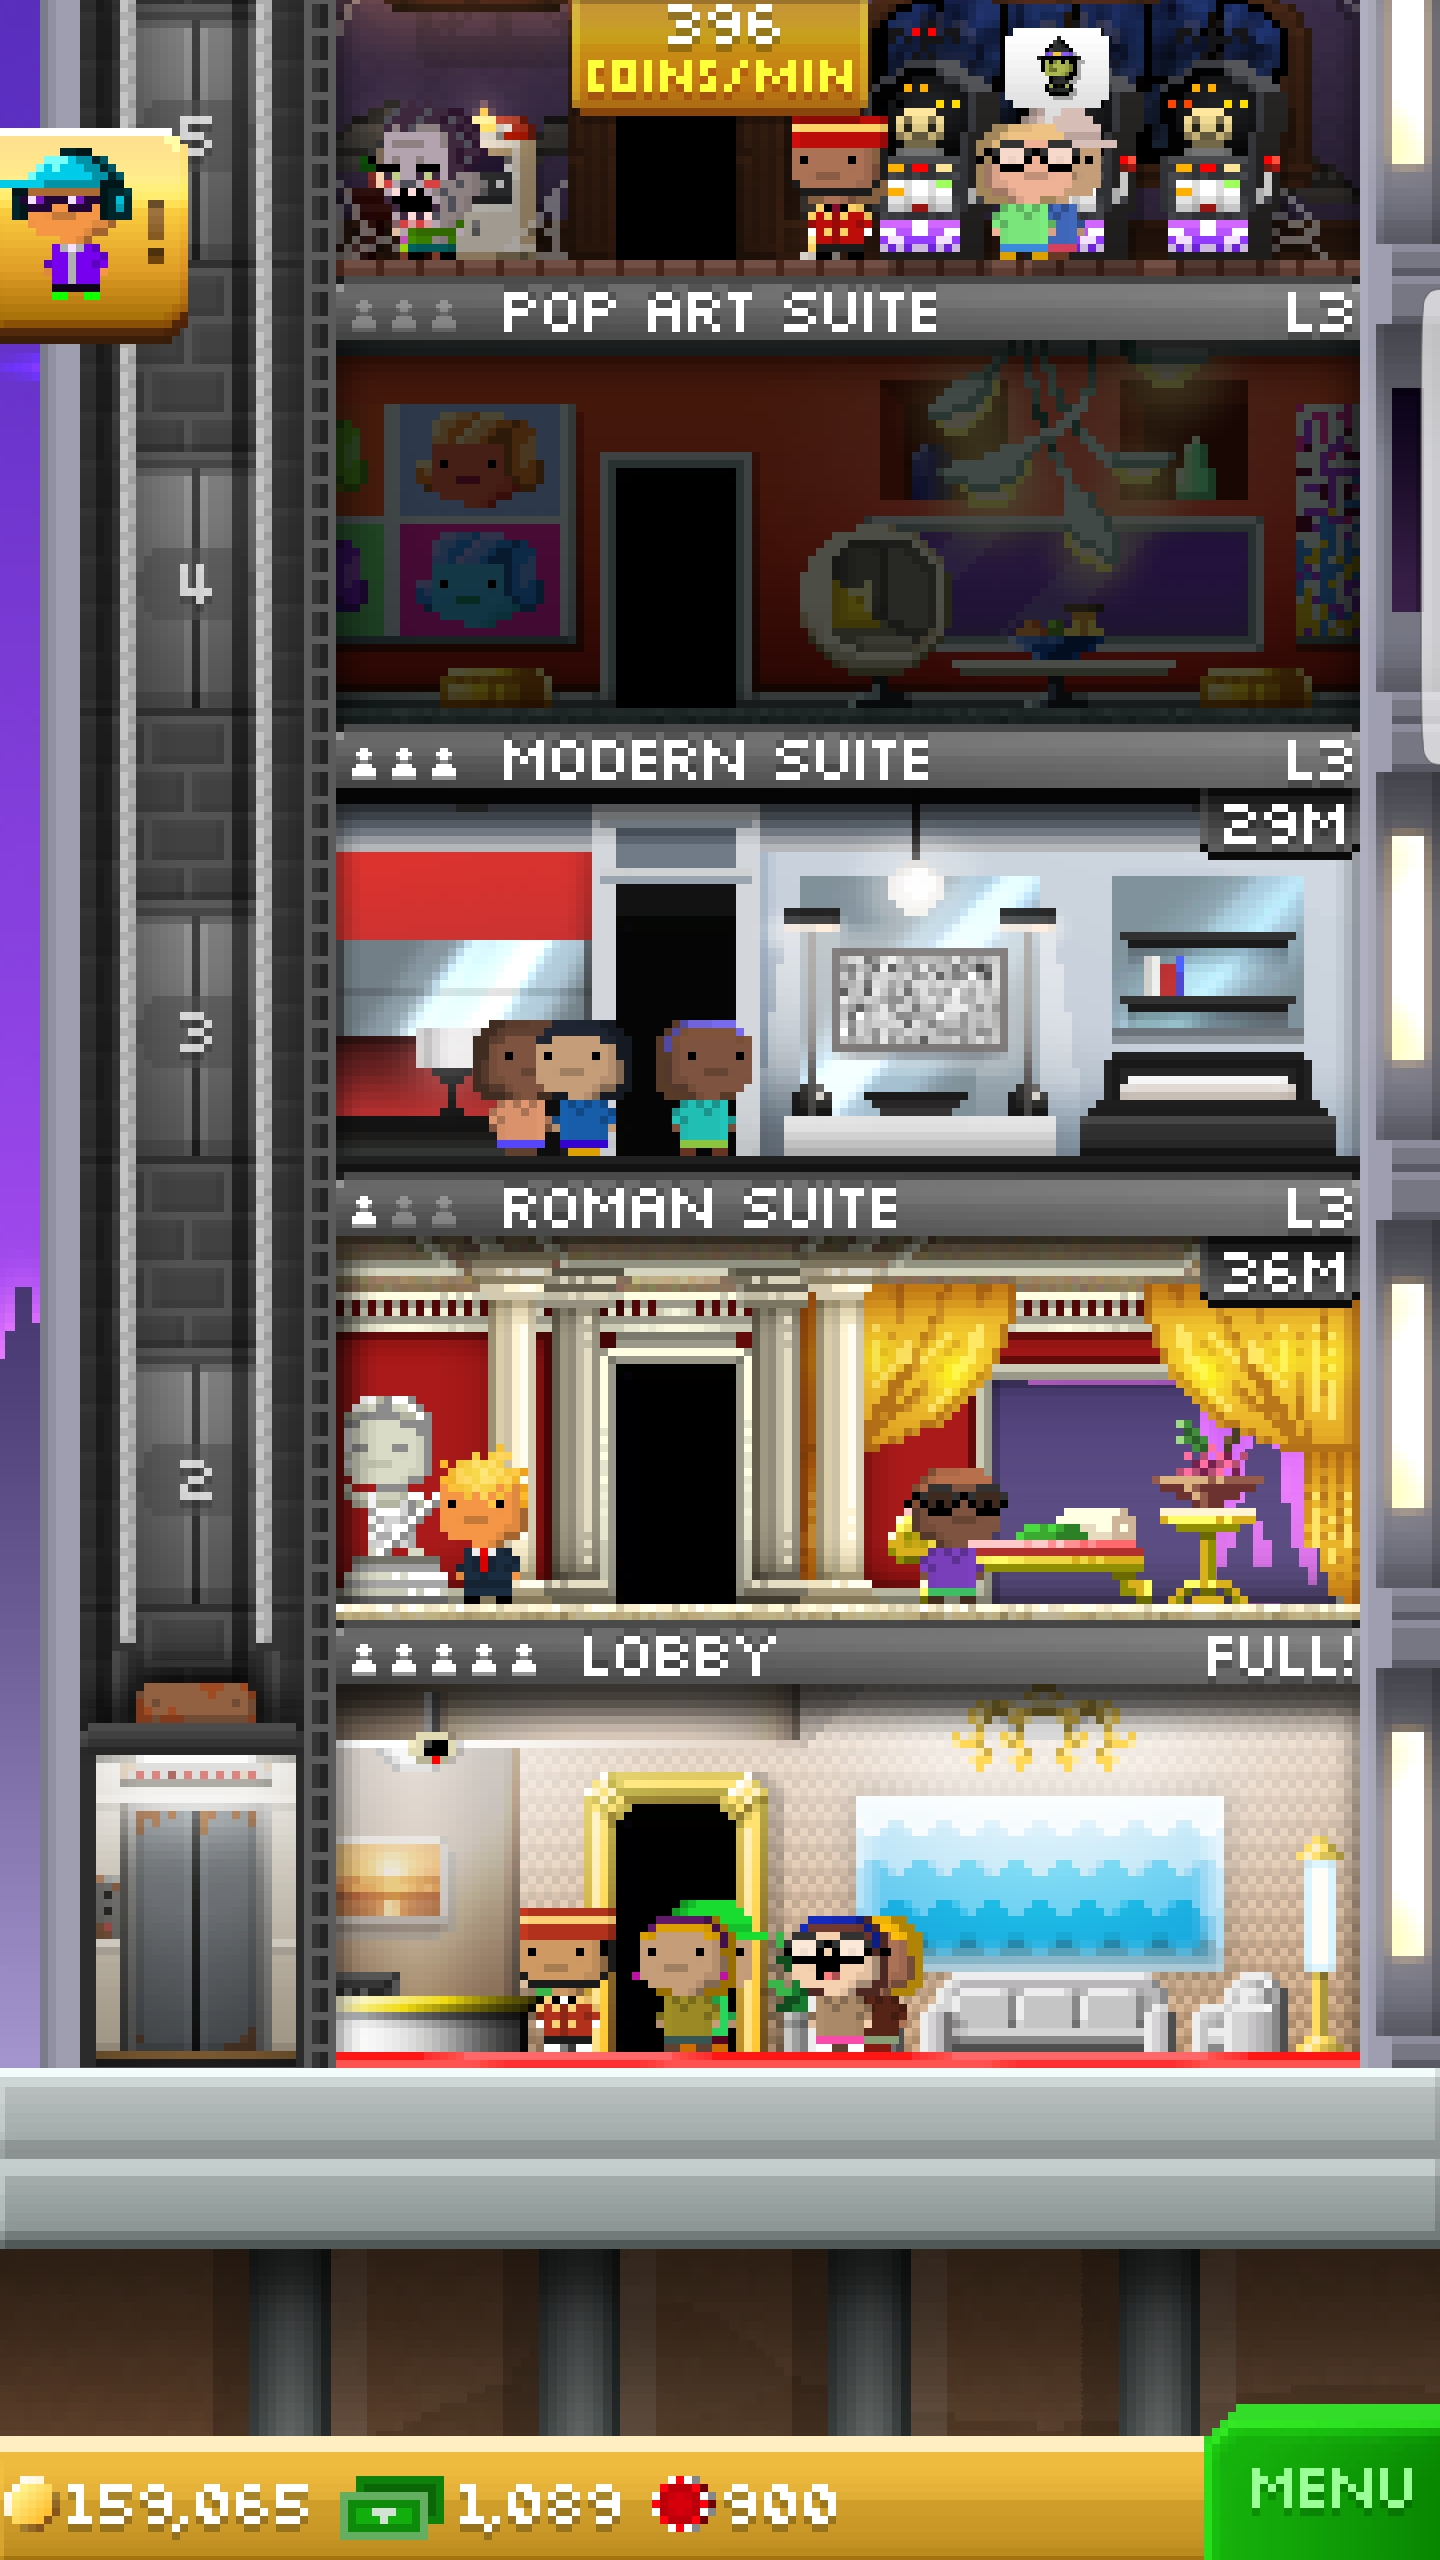 396
COINS/MIN
5
!
POP ART SUITE L3
4
MODERN SUITE L3
29M
3
ROMAN SUITE L3
36M
2
LOBBY FULL!
159,065 1,089 900
MENU